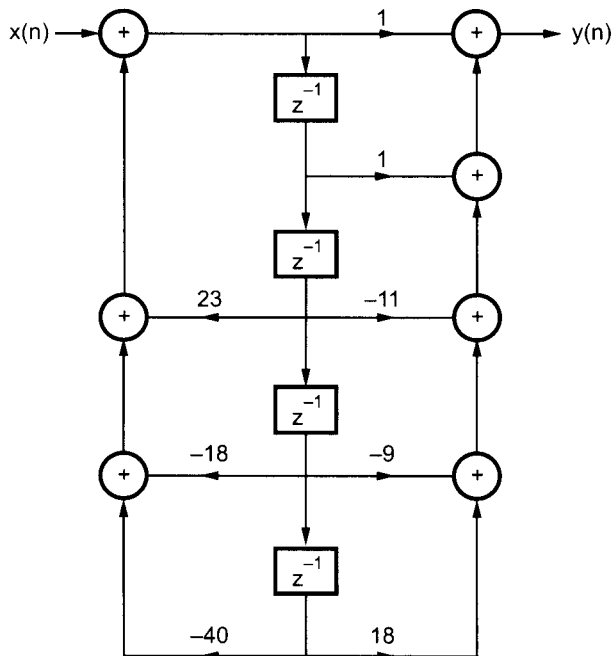 1
x(n) + + y(n)
z⁻¹
1
+
z⁻¹
23 –11
+ +
z⁻¹
–18 –9
+ +
z⁻¹
–40 18